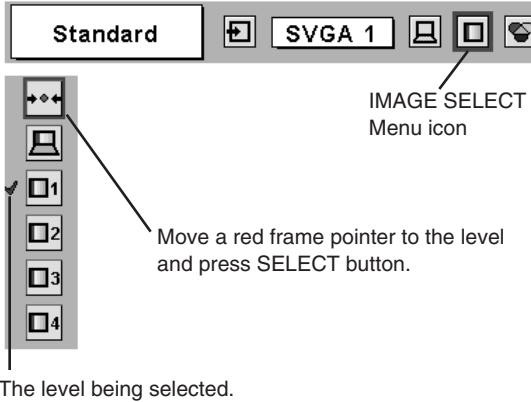 Standard
SVGA 1
IMAGE SELECT
Menu icon
1
Move a red frame pointer to the level
and press SELECT button.
2
3
4
The level being selected.